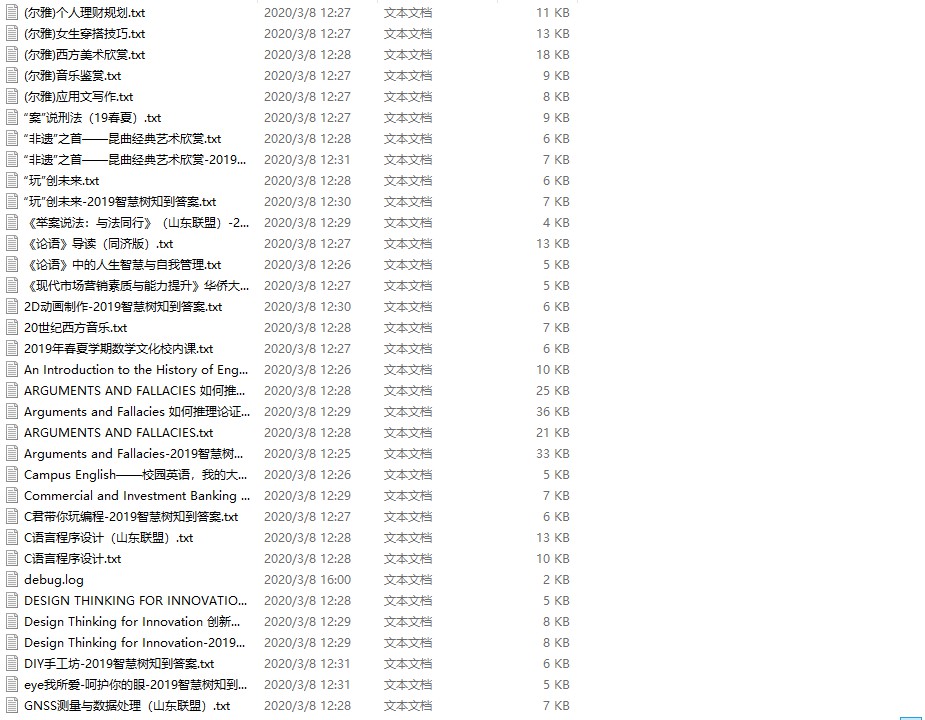 (尔雅)个人理财规划.txt 2020/3/8 12:27 文本文档 11 KB
(尔雅)女生穿搭技巧.txt 2020/3/8 12:27 文本文档 13 KB
(尔雅)西方美术欣赏.txt 2020/3/8 12:28 文本文档 18 KB
(尔雅)音乐鉴赏.txt 2020/3/8 12:27 文本文档 9 KB
(尔雅)应用文写作.txt 2020/3/8 12:27 文本文档 8 KB
“案”说刑法（19春夏）.txt 2020/3/8 12:27 文本文档 9 KB
“非遗”之首——昆曲经典艺术欣赏.txt 2020/3/8 12:28 文本文档 6 KB
“非遗”之首——昆曲经典艺术欣赏-2019... 2020/3/8 12:31 文本文档 7 KB
“玩”创未来.txt 2020/3/8 12:28 文本文档 6 KB
“玩”创未来-2019智慧树知到答案.txt 2020/3/8 12:30 文本文档 7 KB
《举案说法：与法同行》（山东联盟）-2... 2020/3/8 12:29 文本文档 4 KB
《论语》导读（同济版）.txt 2020/3/8 12:27 文本文档 13 KB
《论语》中的人生智慧与自我管理.txt 2020/3/8 12:26 文本文档 5 KB
《现代市场营销素质与能力提升》华侨大... 2020/3/8 12:27 文本文档 5 KB
2D动画制作-2019智慧树知到答案.txt 2020/3/8 12:30 文本文档 6 KB
20世纪西方音乐.txt 2020/3/8 12:28 文本文档 7 KB
2019年春夏学期数学文化校内课.txt 2020/3/8 12:27 文本文档 6 KB
An Introduction to the History of Eng... 2020/3/8 12:26 文本文档 10 KB
ARGUMENTS AND FALLACIES 如何推... 2020/3/8 12:28 文本文档 25 KB
Arguments and Fallacies 如何推理论证... 2020/3/8 12:29 文本文档 36 KB
ARGUMENTS AND FALLACIES.txt 2020/3/8 12:28 文本文档 21 KB
Arguments and Fallacies-2019智慧树... 2020/3/8 12:25 文本文档 33 KB
Campus English——校园英语，我的大... 2020/3/8 12:26 文本文档 5 KB
Commercial and Investment Banking ... 2020/3/8 12:29 文本文档 7 KB
C君带你玩编程-2019智慧树知到答案.txt 2020/3/8 12:27 文本文档 6 KB
C语言程序设计（山东联盟）.txt 2020/3/8 12:28 文本文档 13 KB
C语言程序设计.txt 2020/3/8 12:28 文本文档 10 KB
debug.log 2020/3/8 16:00 文本文档 2 KB
DESIGN THINKING FOR INNOVATIO... 2020/3/8 12:28 文本文档 5 KB
Design Thinking for Innovation 创新... 2020/3/8 12:29 文本文档 8 KB
Design Thinking for Innovation-2019... 2020/3/8 12:29 文本文档 8 KB
DIY手工坊-2019智慧树知到答案.txt 2020/3/8 12:31 文本文档 6 KB
eye我所爱-呵护你的眼-2019智慧树知到... 2020/3/8 12:31 文本文档 5 KB
GNSS测量与数据处理（山东联盟）.txt 2020/3/8 12:28 文本文档 7 KB